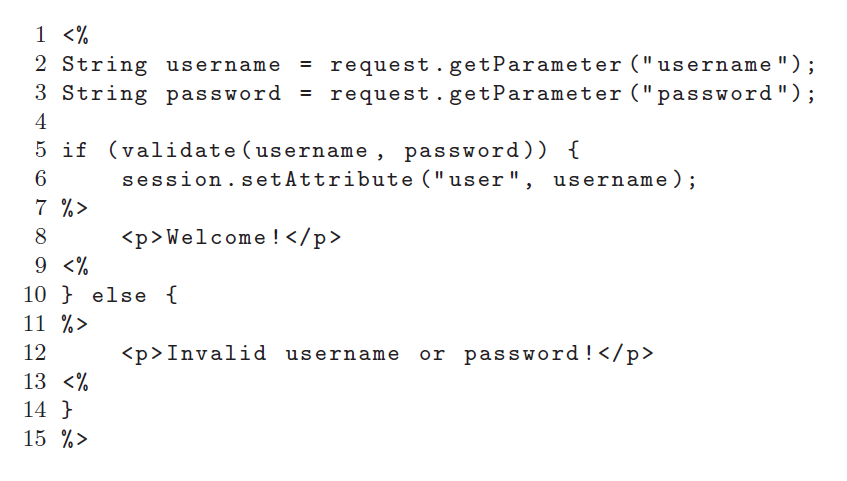 1 <%
2 String username = request.getParameter("username");
3 String password = request.getParameter("password");
4
5 if (validate(username, password)) {
6     session.setAttribute("user", username);
7 %>
8     <p>Welcome!</p>
9 <%
10 } else {
11 %>
12     <p>Invalid username or password!</p>
13 <%
14 }
15 %>